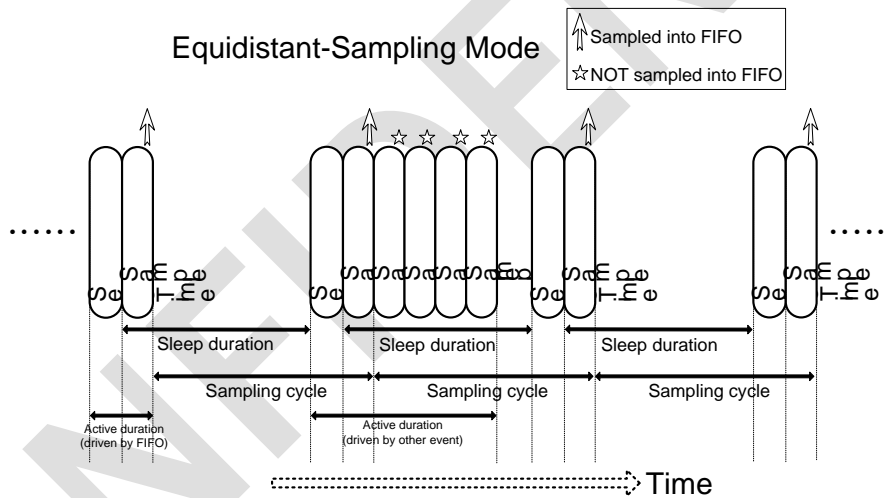 Equidistant-Sampling Mode
Sampled into FIFO
NOT sampled into FIFO
......
......
Sleep duration
Sleep duration
Sleep duration
Sampling cycle
Sampling cycle
Sampling cycle
Active duration
(driven by FIFO)
Active duration
(driven by other event)
Time